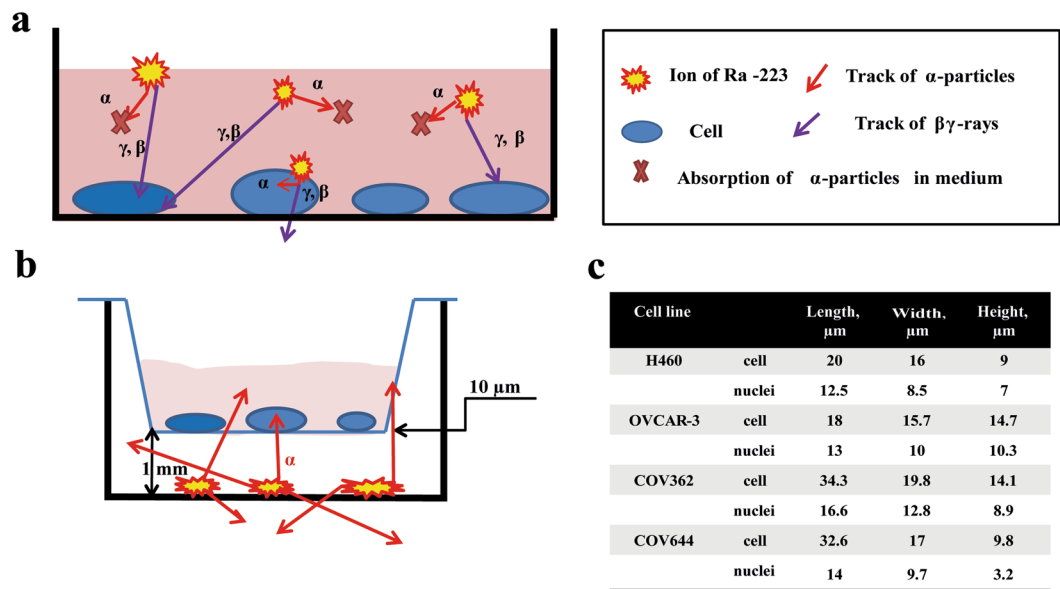 a
α
γ, β
γ, β
α
α
γ, β
α
γ, β
Ion of Ra -223
Track of α-particles
Cell
Track of βγ-rays
Absorption of α-particles in medium
b
10 µm
1 mm
α
c
Cell line Length, µm Width, µm Height, µm
H460 cell 20 16 9
nuclei 12.5 8.5 7
OVCAR-3 cell 18 15.7 14.7
nuclei 13 10 10.3
COV362 cell 34.3 19.8 14.1
nuclei 16.6 12.8 8.9
COV644 cell 32.6 17 9.8
nuclei 14 9.7 3.2